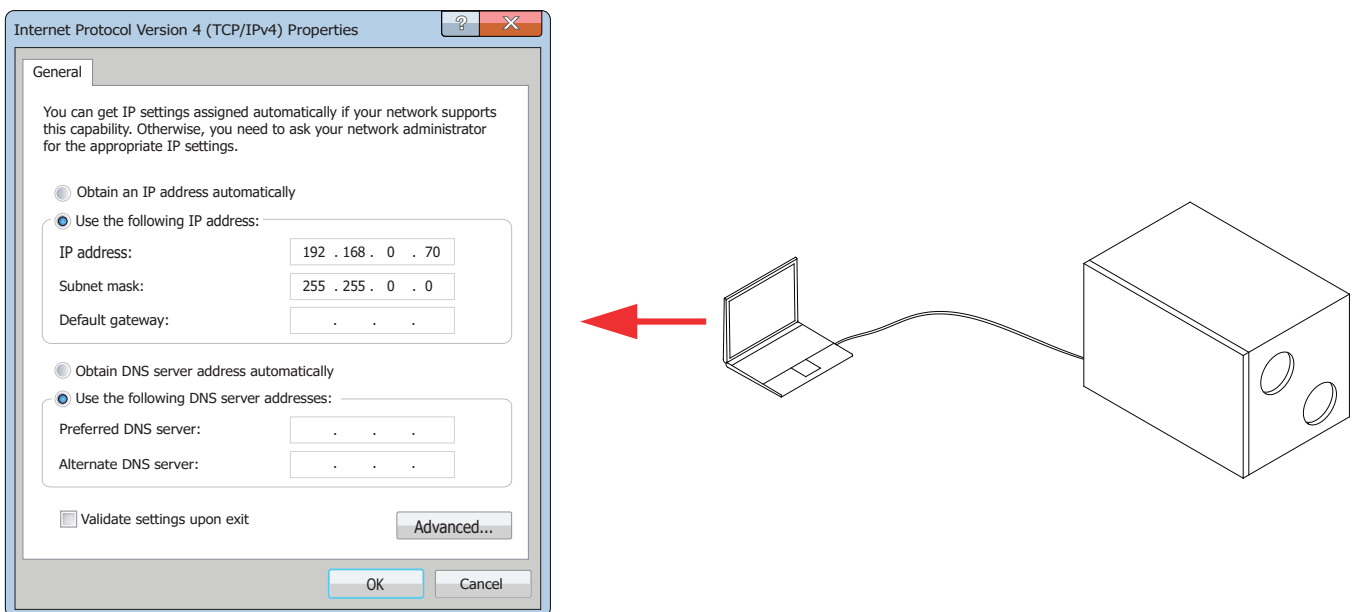 Internet Protocol Version 4 (TCP/IPv4) Properties
?
General
You can get IP settings assigned automatically if your network supports
this capability. Otherwise, you need to ask your network administrator
for the appropriate IP settings.
Obtain an IP address automatically
Use the following IP address:
IP address: 192 . 168 . 0 . 70
Subnet mask: 255 . 255 . 0 . 0
Default gateway: . . .
Obtain DNS server address automatically
Use the following DNS server addresses:
Preferred DNS server: . . .
Alternate DNS server: . . .
Validate settings upon exit
Advanced...
OK Cancel